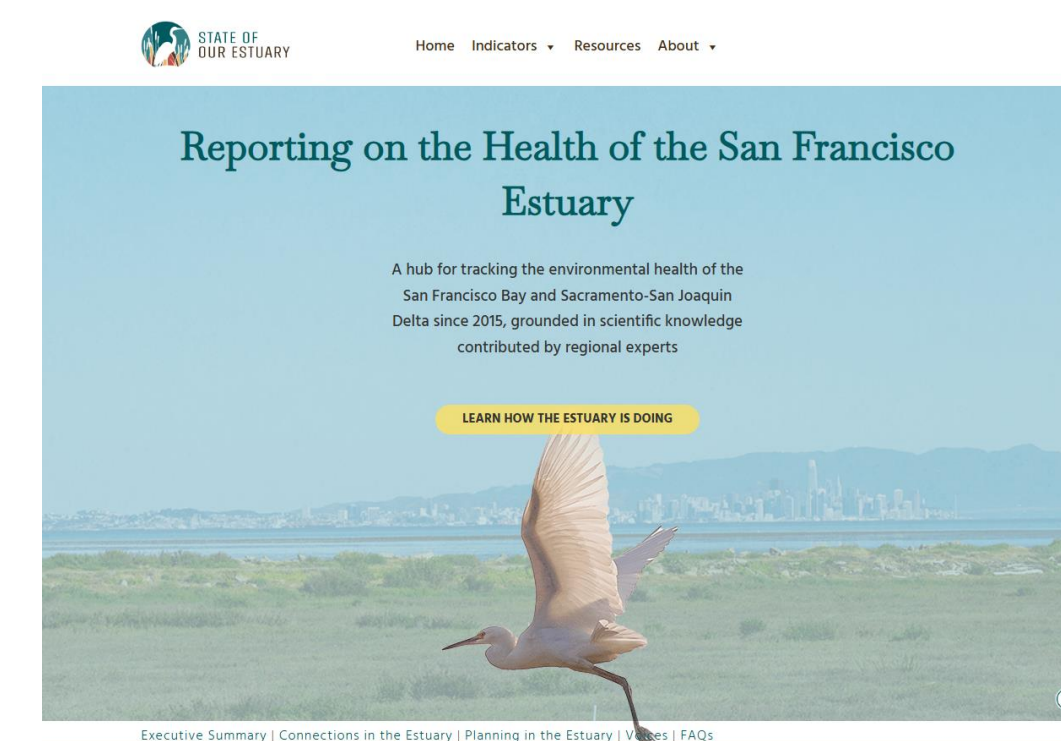 STATE OF
OUR ESTUARY
Home Indicators Resources About
Reporting on the Health of the San Francisco
Estuary
A hub for tracking the environmental health of the
San Francisco Bay and Sacramento-San Joaquin
Delta since 2015, grounded in scientific knowledge
contributed by regional experts
LEARN HOW THE ESTUARY IS DOING
Executive Summary | Connections in the Estuary | Planning in the Estuary | Voices | FAQs